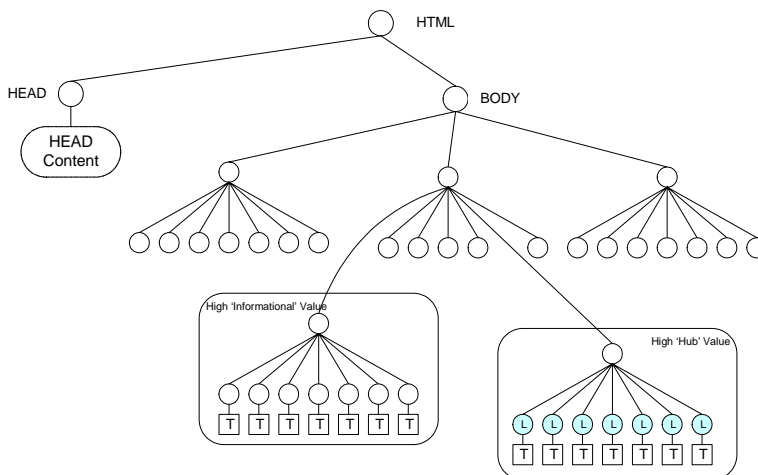 HTML
HEAD
BODY
HEAD
Content
High 'Informational' Value
High 'Hub' Value
T T T T T T T
L L L L L L L
T T T T T T T